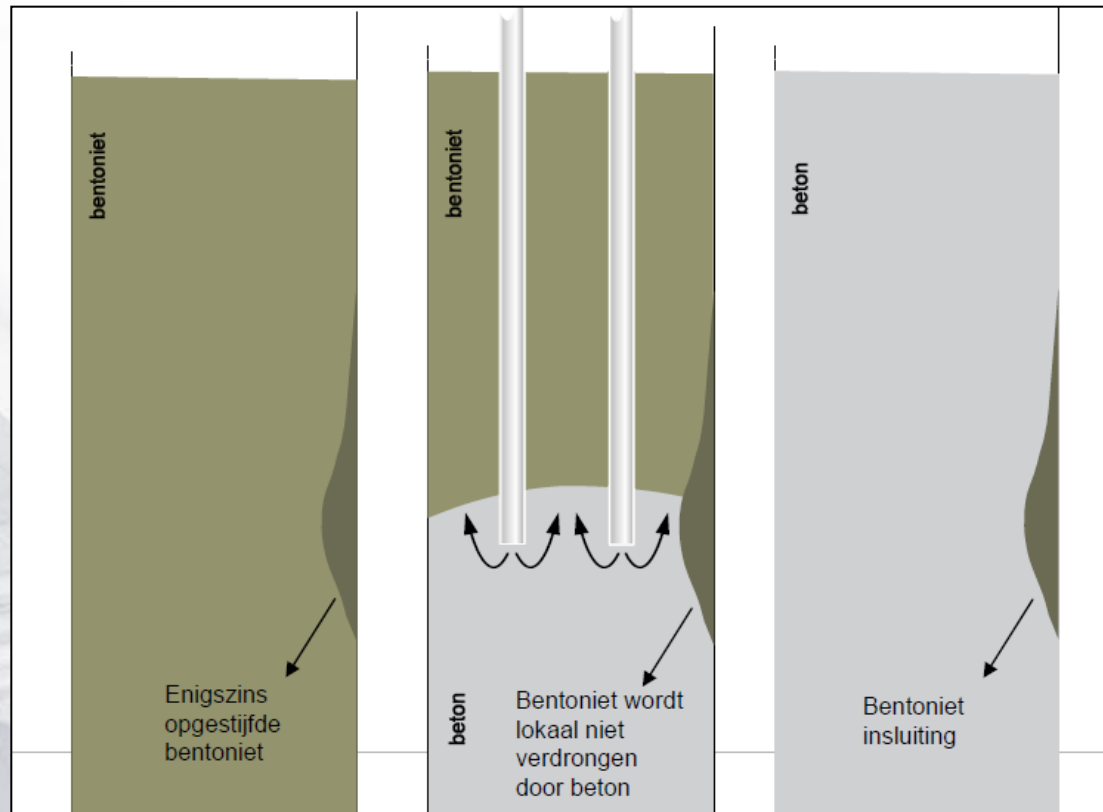 bentoniet
Enigszins
opgestijfde
bentoniet
bentoniet
beton
Bentoniet wordt
lokaal niet
verdrongen
door beton
beton
Bentoniet
insluiting